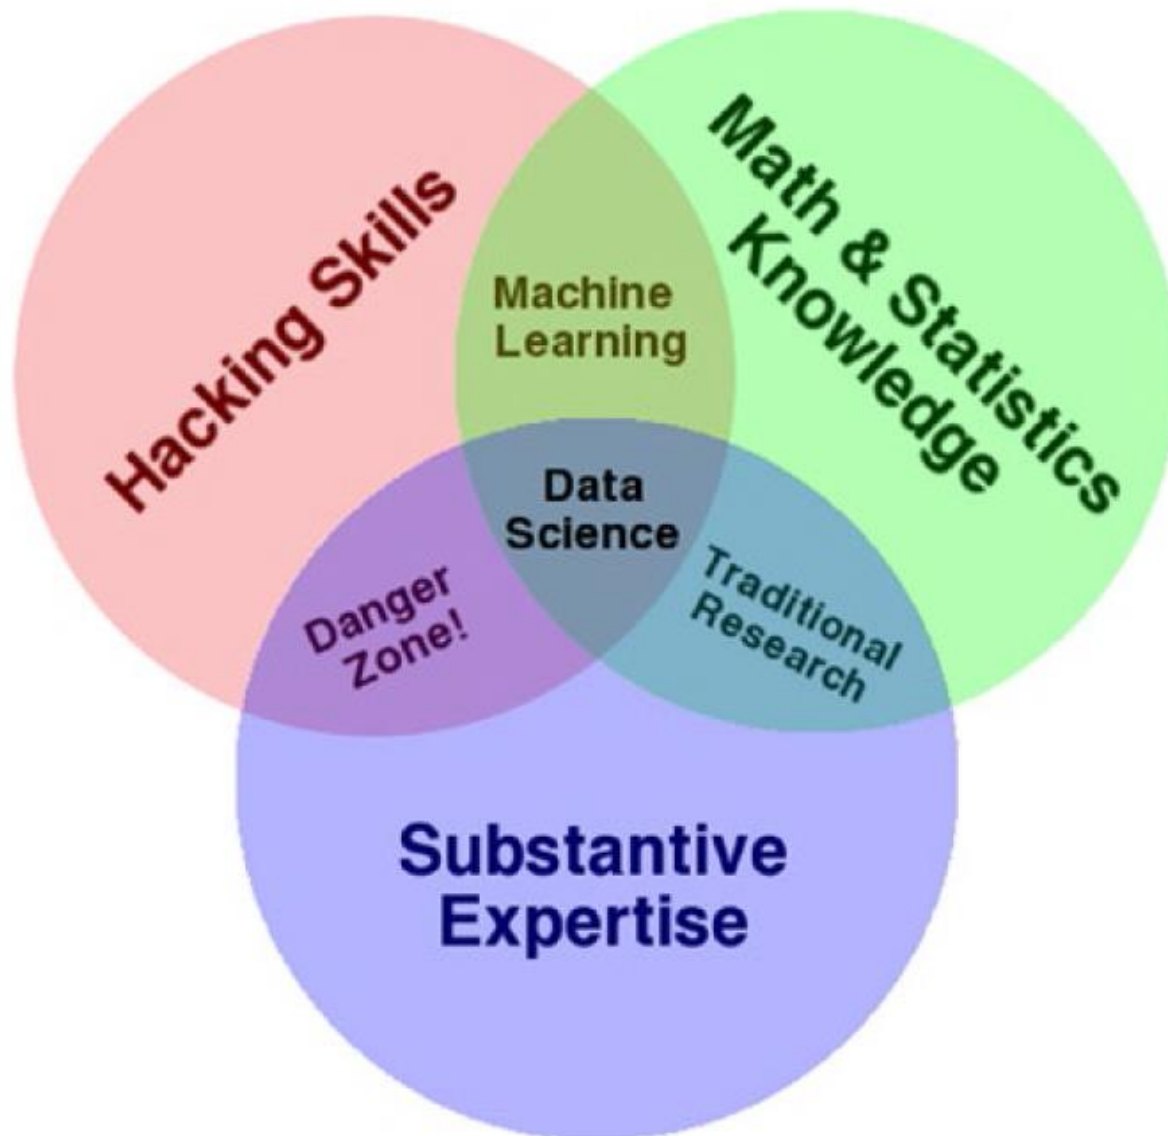 Hacking Skills
Math & Statistics
Knowledge
Machine
Learning
Data
Science
Danger
Zone!
Traditional
Research
Substantive
Expertise